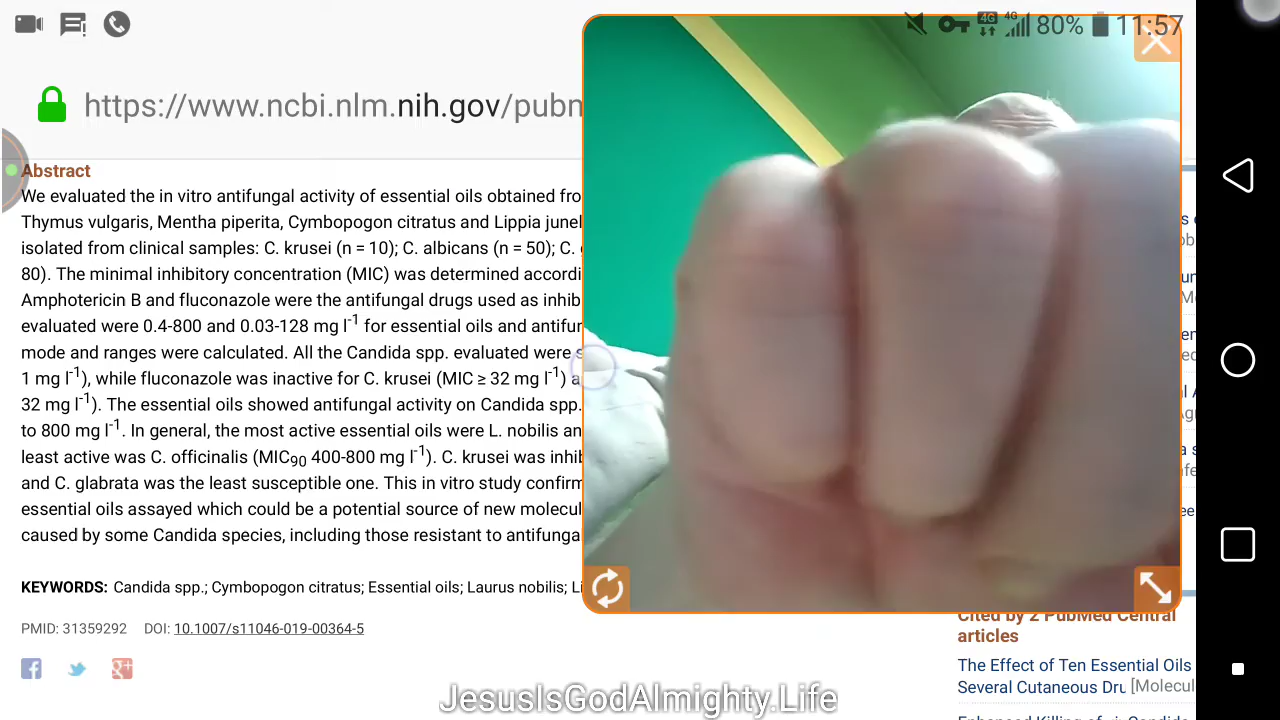 80% 11:57
4G 4G
https://www.ncbi.nlm.nih.gov/pubm
Abstract
We evaluated the in vitro antifungal activity of essential oils obtained fro
Thymus vulgaris, Mentha piperita, Cymbopogon citratus and Lippia junel
isolated from clinical samples: C. krusei (n = 10); C. albicans (n = 50); C.
80). The minimal inhibitory concentration (MIC) was determined accordi
Amphotericin B and fluconazole were the antifungal drugs used as inhib
evaluated were 0.4-800 and 0.03-128 mg l-1 for essential oils and antifur
mode and ranges were calculated. All the Candida spp. evaluated were s
1 mg l-1), while fluconazole was inactive for C. krusei (MIC ≥ 32 mg l-1) a
32 mg l-1). The essential oils showed antifungal activity on Candida spp.
to 800 mg l-1. In general, the most active essential oils were L. nobilis an
least active was C. officinalis (MIC90 400-800 mg l-1). C. krusei was inhib
and C. glabrata was the least susceptible one. This in vitro study confirm
essential oils assayed which could be a potential source of new molecul
caused by some Candida species, including those resistant to antifunga
KEYWORDS: Candida spp.; Cymbopogon citratus; Essential oils; Laurus nobilis; Li
PMID: 31359292 DOI: 10.1007/s11046-019-00364-5
Cited by 2 PubMed Central
articles
The Effect of Ten Essential Oils
Several Cutaneous Dru [Molecul
JesusIsGodAlmighty.Life